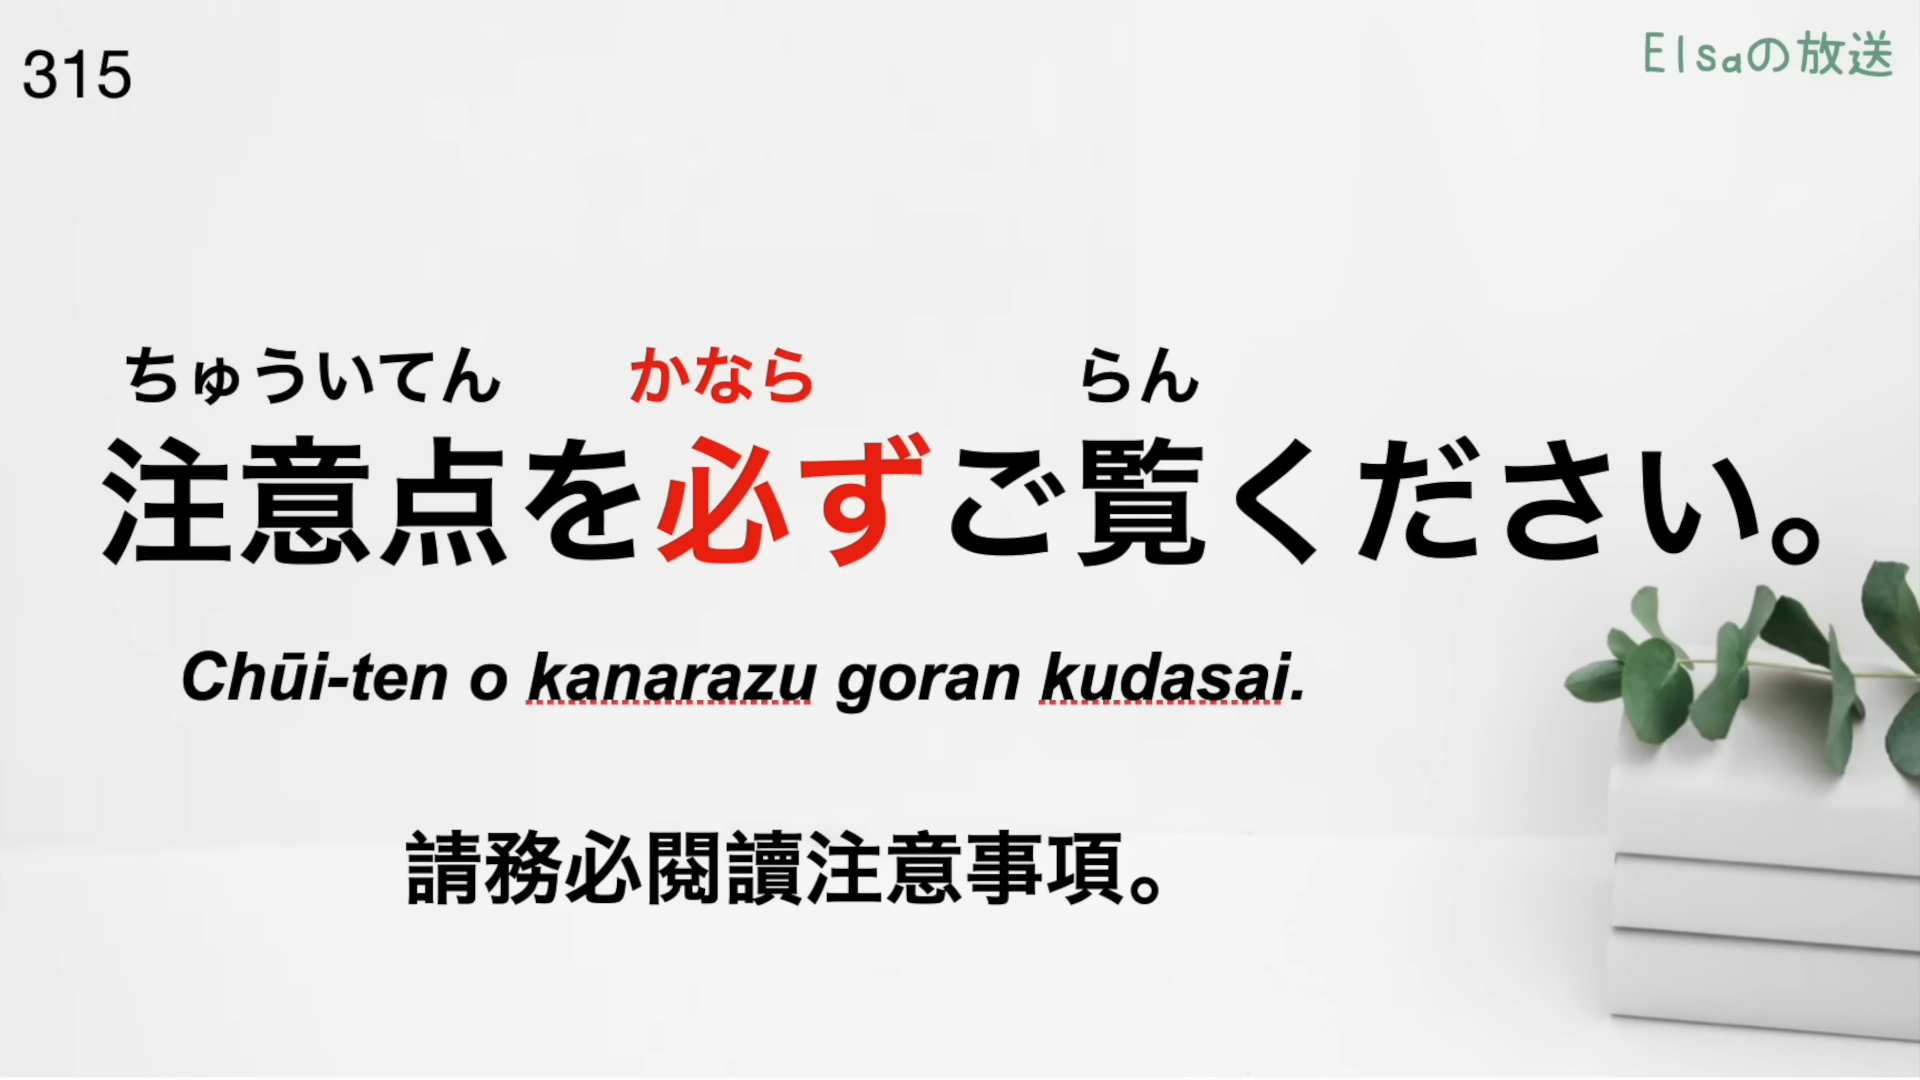 315
Elsaの放送
ちゅういてん かなら らん
注意点を必ずご覧ください。
Chūi-ten o kanarazu goran kudasai.
請務必閱讀注意事項。